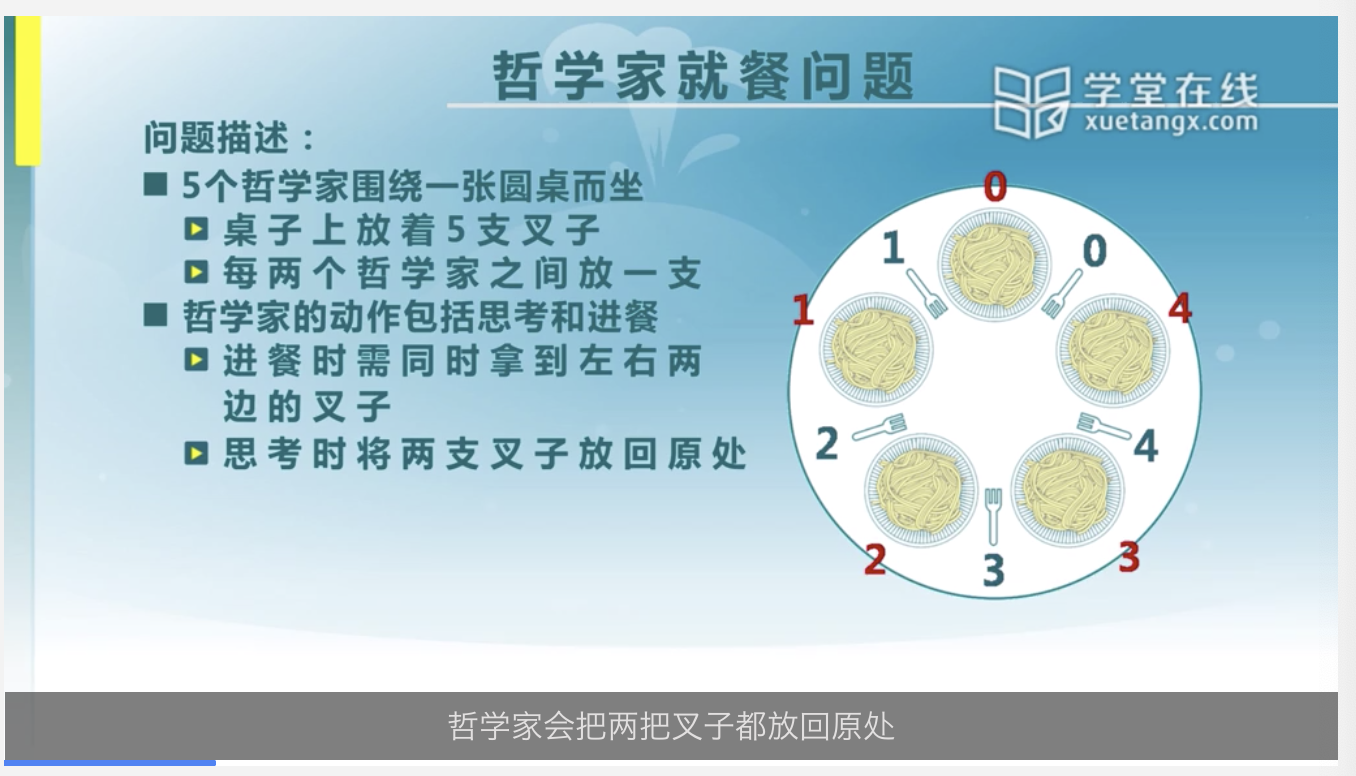 哲学家就餐问题
学堂在线
xuetangx.com
问题描述：
5个哲学家围绕一张圆桌而坐
桌子上放着5支叉子
每两个哲学家之间放一支
哲学家的动作包括思考和进餐
进餐时需同时拿到左右两
边的叉子
思考时将两支叉子放回原处
0
1 0
1 4
2 4
2 3 3
哲学家会把两把叉子都放回原处